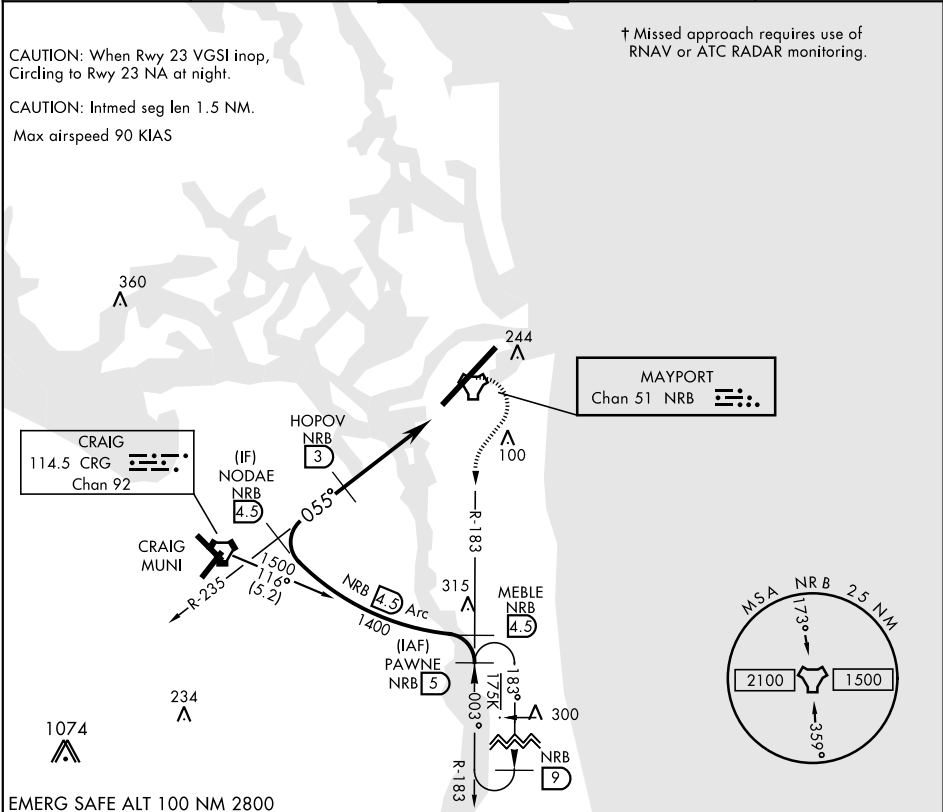 † Missed approach requires use of
RNAV or ATC RADAR monitoring.
CAUTION: When Rwy 23 VGSI inop,
Circling to Rwy 23 NA at night.
CAUTION: Intmed seg len 1.5 NM.
Max airspeed 90 KIAS
360
244
MAYPORT
Chan 51 NRB
100
HOPOV
NRB
3
(IF)
NODAE
NRB
4.5
055°
CRAIG
114.5 CRG
Chan 92
CRAIG
MUNI
R-235
1500
116°
(5.2)
NRB 4.5 Arc
1400
R-183
315
MEBLE
NRB
4.5
(IAF)
PAWNE
NRB 5
003°
175K
183°
300
NRB
9
R-183
234
1074
MSA NRB 25 NM
173°
2100
1500
359°
EMERG SAFE ALT 100 NM 2800